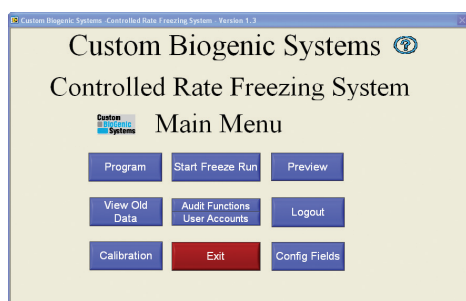 Custom Biogenic Systems -Controlled Rate Freezing System - Version 1.3
Custom Biogenic Systems ?
Controlled Rate Freezing System
Custom
BioGenic
Systems
Main Menu
Program Start Freeze Run Preview
View Old
Data
Audit Functions
User Accounts
Logout
Calibration Exit Config Fields